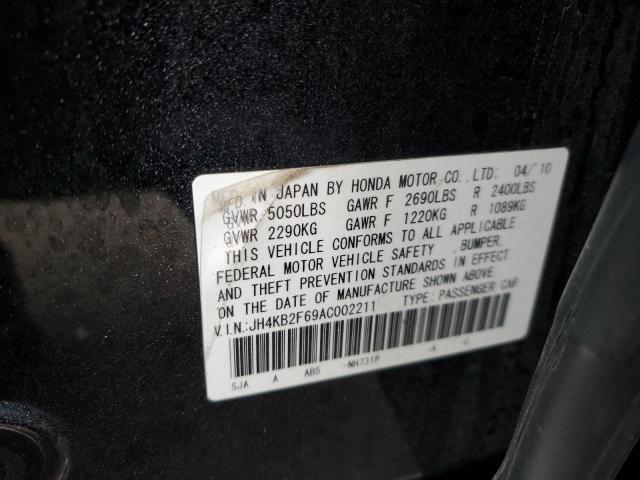 MFD. IN JAPAN BY HONDA MOTOR CO., LTD: 04/'10
GVWR 5050LBS GAWR F 2690LBS R 2400LBS
GVWR 2290KG GAWR F 1220KG R 1089KG
THIS VEHICLE CONFORMS TO ALL APPLICABLE
FEDERAL MOTOR VEHICLE SAFETY , BUMPER,
AND THEFT PREVENTION STANDARDS IN EFFECT
ON THE DATE OF MANUFACTURE SHOWN ABOVE
V.I.N.:JH4KB2F69AC002211 TYPE: PASSENGER CAR
SJA A AB5 -NH731P -A -C